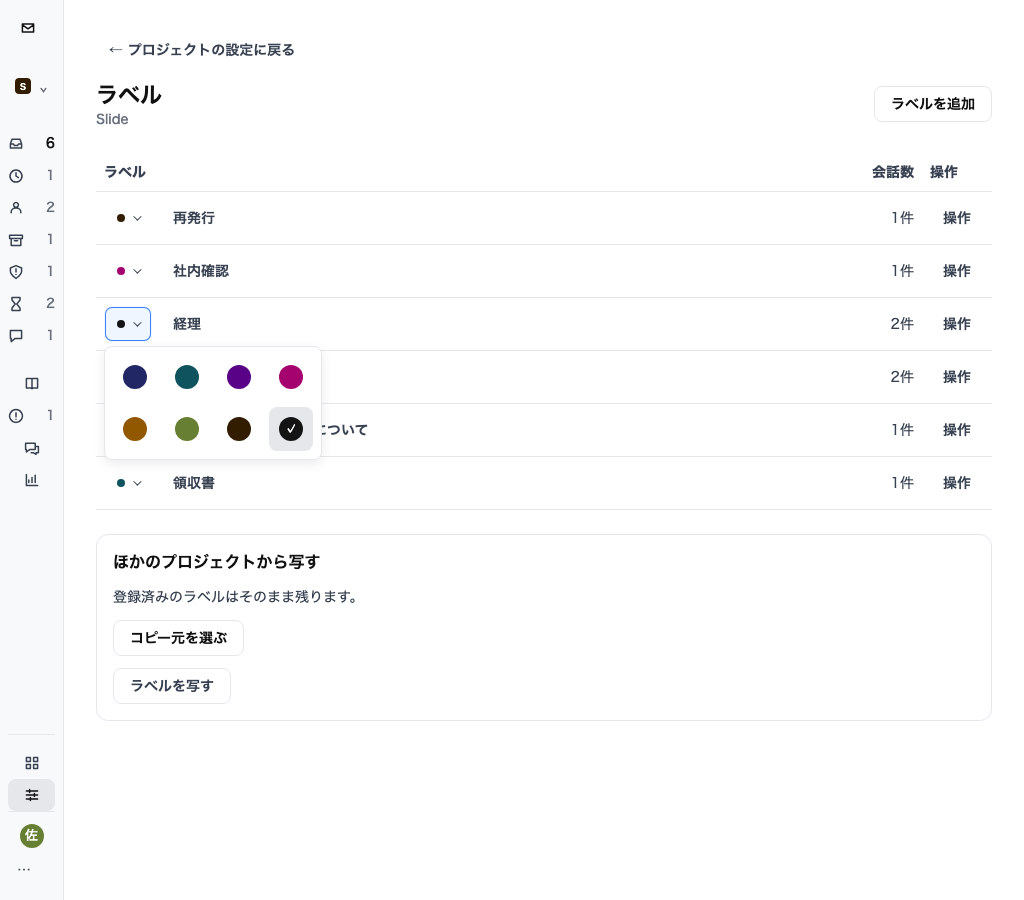 ← プロジェクトの設定に戻る
ラベル
Slide
ラベルを追加
S
6
1
2
1
1
2
1
1
ラベル 会話数 操作
再発行 1件 操作
社内確認 1件 操作
経理 2件 操作
2件 操作
について 1件 操作
領収書 1件 操作
ほかのプロジェクトから写す
登録済みのラベルはそのまま残ります。
コピー元を選ぶ
ラベルを写す
佐
…